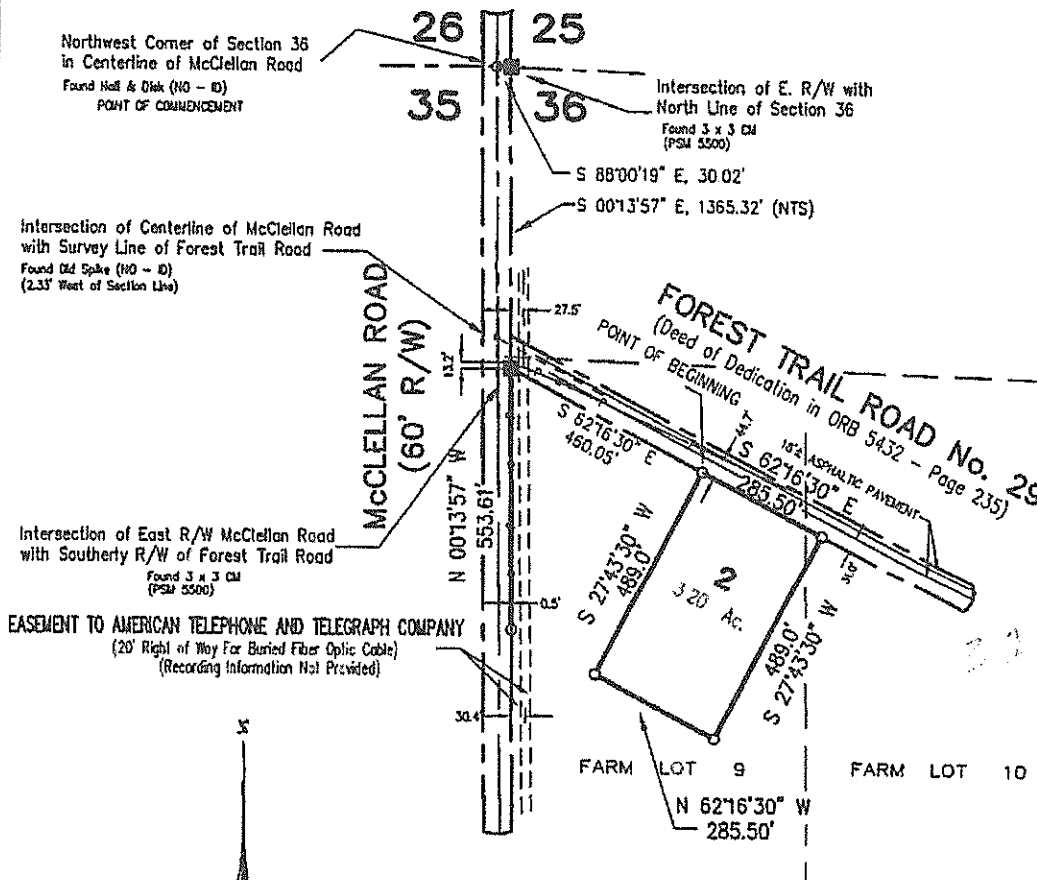 26 25
35 36
Northwest Corner of Section 36
in Centerline of McClellan Road
Found Nail & Disk (NO - ID)
POINT OF COMMENCEMENT
Intersection of E. R/W with
North Line of Section 36
Found 3 x 3 CM
(PSM 5500)
S 88°00'19" E, 30.02'
S 00°13'57" E, 1365.32' (NTS)
Intersection of Centerline of McClellan Road
with Survey Line of Forest Trail Road
Found Old Spike (NO - ID)
(2.33' West of Section Line)
McCLELLAN ROAD
(60' R/W)
27.5'
13.2'
FOREST TRAIL ROAD No. 29
(Deed of Dedication in ORB 5432 - Page 235)
POINT OF BEGINNING
44.7'
18'± ASPHALTIC PAVEMENT
S 62°16'30" E
460.05'
S 62°16'30" E
285.50'
N 00°13'57" W
553.61'
Intersection of East R/W McClellan Road
with Southerly R/W of Forest Trail Road
Found 3 x 3 CM
(PSM 5500)
S 27°43'30" W
489.0'
2
3.20 Ac.
489.0'
S 27°43'30" W
0.5'
EASEMENT TO AMERICAN TELEPHONE AND TELEGRAPH COMPANY
(20' Right of Way For Buried Fiber Optic Cable)
(Recording Information Not Provided)
30.4'
FARM LOT 9
FARM LOT 10
N 62°16'30" W
285.50'